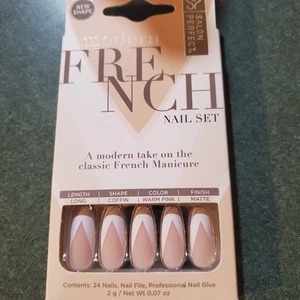 NEW
SHAPE
SALON
PERFECT
modern
FRE
NCH
NAIL SET
A modern take on the
classic French Manicure
LENGTH SHAPE COLOR FINISH
LONG COFFIN WARM PINK MATTE
Contents: 24 Nails, Nail File, Professional Nail Glue
2 g / Net Wt 0.07 oz